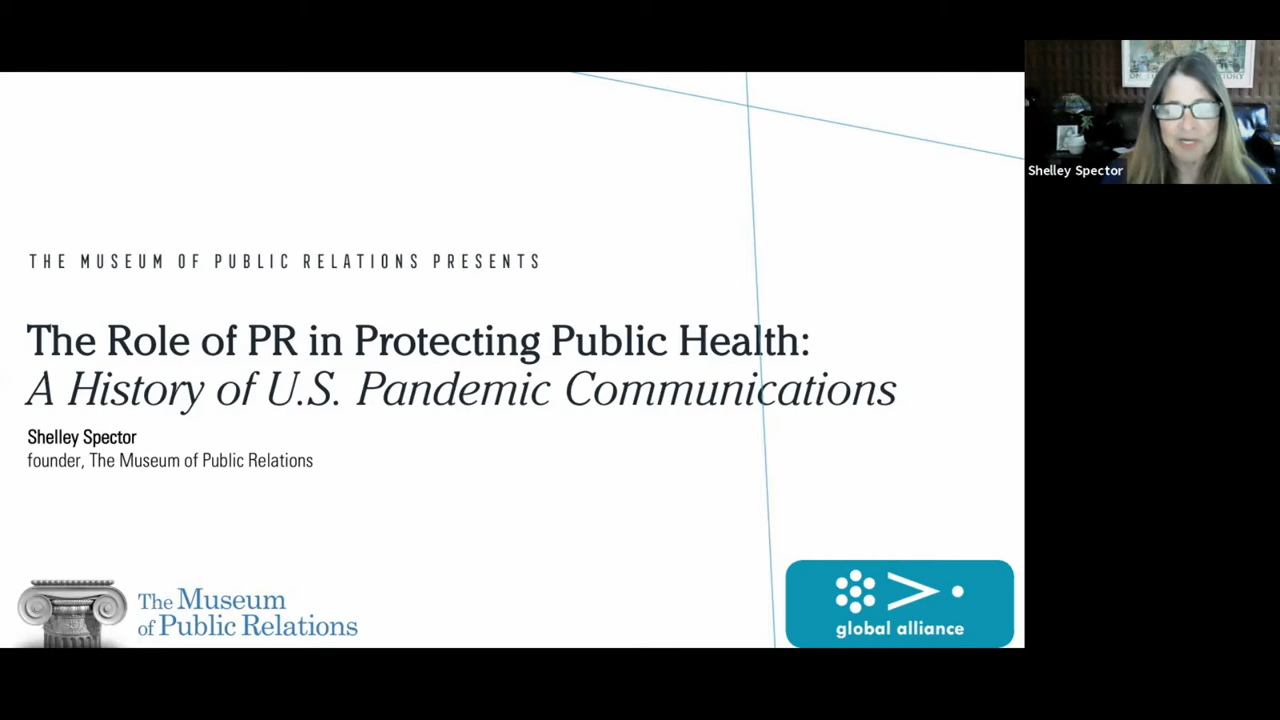 THE MUSEUM OF PUBLIC RELATIONS PRESENTS
The Role of PR in Protecting Public Health:
A History of U.S. Pandemic Communications
Shelley Spector
founder, The Museum of Public Relations
The Museum
of Public Relations
global alliance
Shelley Spector